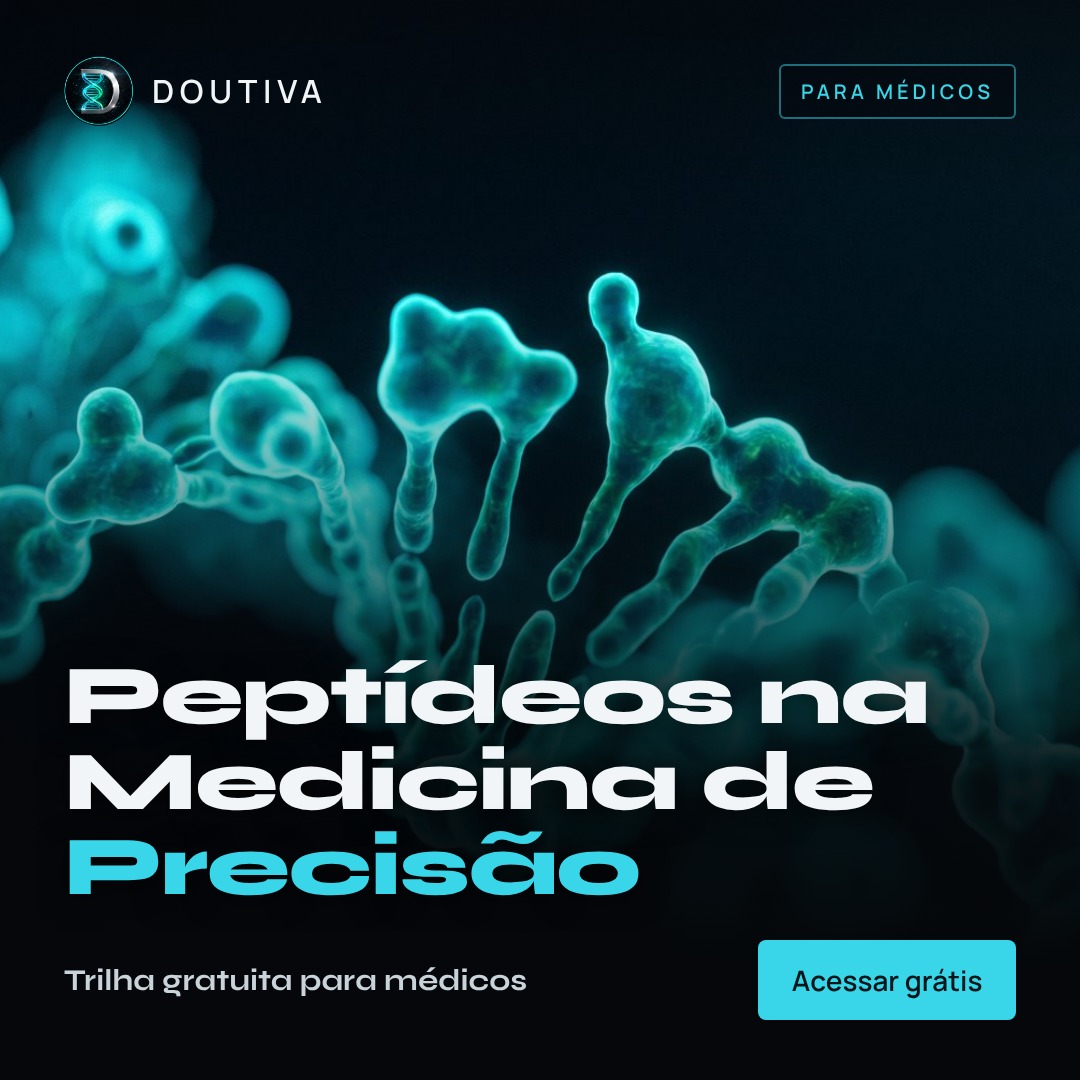 DOUTIVA
PARA MÉDICOS
Peptídeos na
Medicina de
Precisão
Trilha gratuita para médicos
Acessar grátis